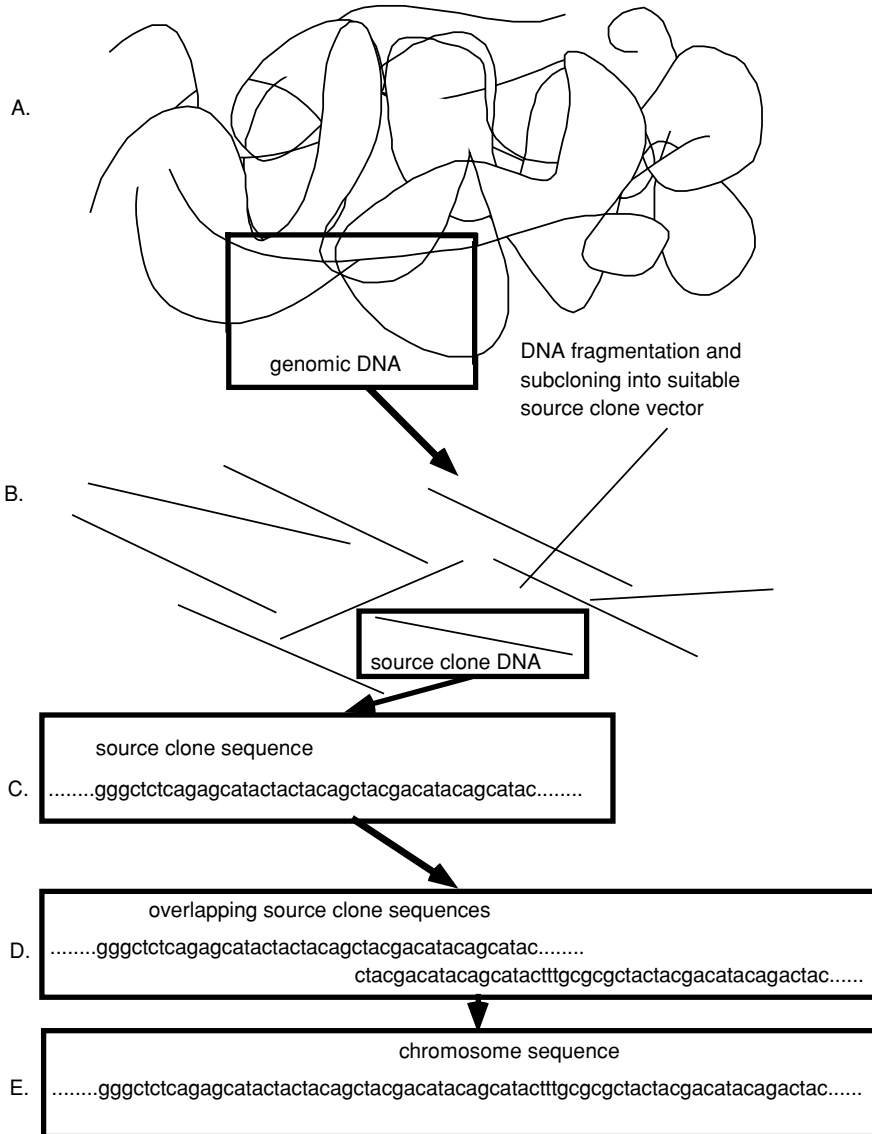 A.
genomic DNA
DNA fragmentation and
subcloning into suitable
source clone vector
B.
source clone DNA
source clone sequence
C. ........gggctctcagagcatactactacagctacgacatacagcatac........
overlapping source clone sequences
D. ........gggctctcagagcatactactacagctacgacatacagcatac........
ctacgacatacagcatactttgcgcgctactacgacatacagactac......
chromosome sequence
E. ........gggctctcagagcatactactacagctacgacatacagcatactttgcgcgctactacgacatacagactac......